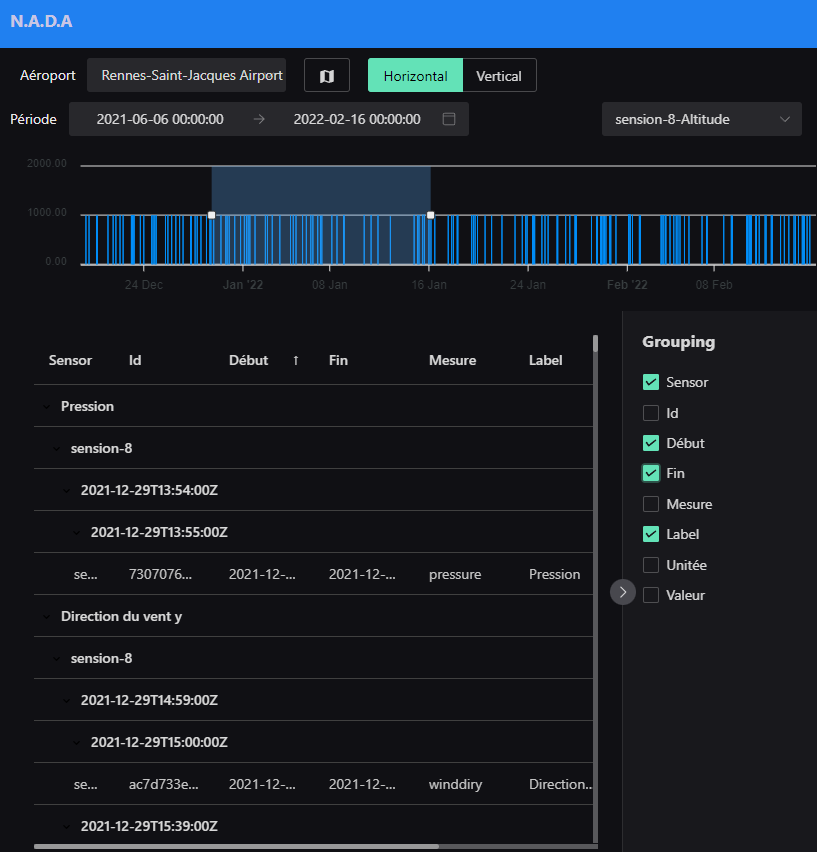 N.A.D.A
Aéroport Rennes-Saint-Jacques Airport Horizontal Vertical
Période 2021-06-06 00:00:00 → 2022-02-16 00:00:00 sension-8-Altitude
2000.00
1000.00
0.00
24 Dec Jan '22 08 Jan 16 Jan 24 Jan Feb '22 08 Feb
Sensor Id Début ↑ Fin Mesure Label
Pression
sension-8
2021-12-29T13:54:00Z
2021-12-29T13:55:00Z
se... 7307076... 2021-12-... 2021-12-... pressure Pression
Direction du vent y
sension-8
2021-12-29T14:59:00Z
2021-12-29T15:00:00Z
se... ac7d733e... 2021-12-... 2021-12-... winddiry Direction...
2021-12-29T15:39:00Z
Grouping
Sensor
Id
Début
Fin
Mesure
Label
Unitée
Valeur